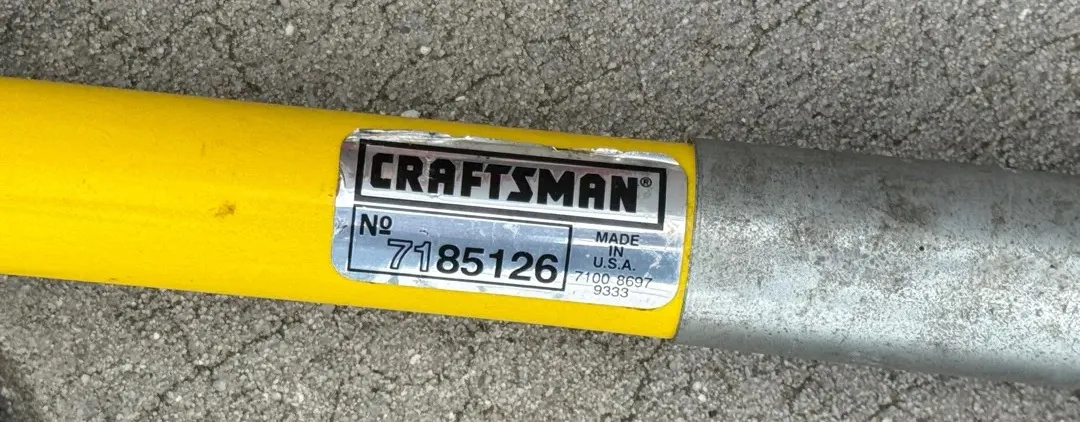 CRAFTSMAN®
Nº
7185126
MADE
IN
U.S.A.
7100 8697
9333